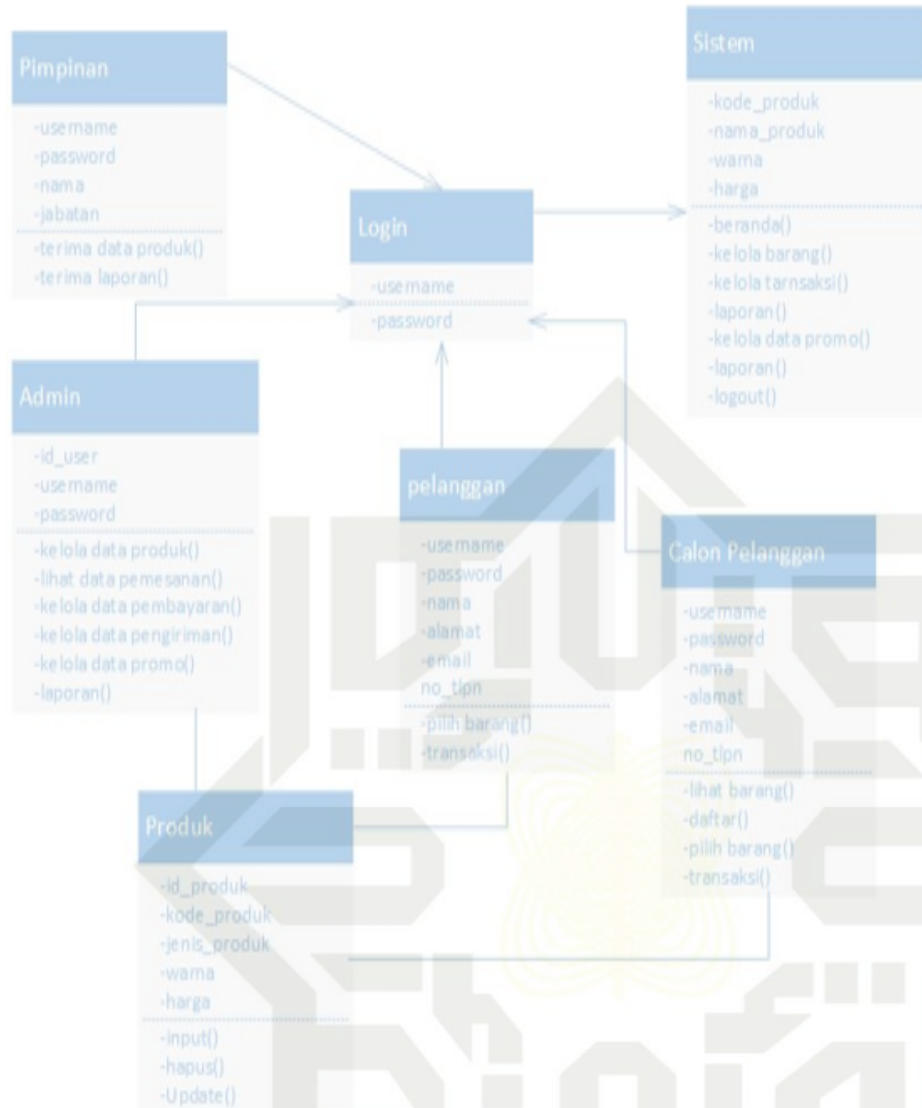 Pimpinan
-username
-password
-nama
-jabatan
-terima data produk()
-terima laporan()
Sistem
-kode_produk
-nama_produk
-warna
-harga
-beranda()
-kelola barang()
-kelola tarnsaksi()
-laporan()
-kelola data promo()
-laporan()
-logout()
Login
-username
-password
Admin
-id_user
-username
-password
-kelola data produk()
-lihat data pemesanan()
-kelola data pembayaran()
-kelola data pengiriman()
-kelola data promo()
-laporan()
pelanggan
-username
-password
-nama
-alamat
-email
no_tlpn
-pilih barang()
-transaksi()
Calon Pelanggan
-username
-password
-nama
-alamat
-email
no_tlpn
-lihat barang()
-daftar()
-pilih barang()
-transaksi()
Produk
-id_produk
-kode_produk
-jenis_produk
-warna
-harga
-input()
-hapus()
-Update()